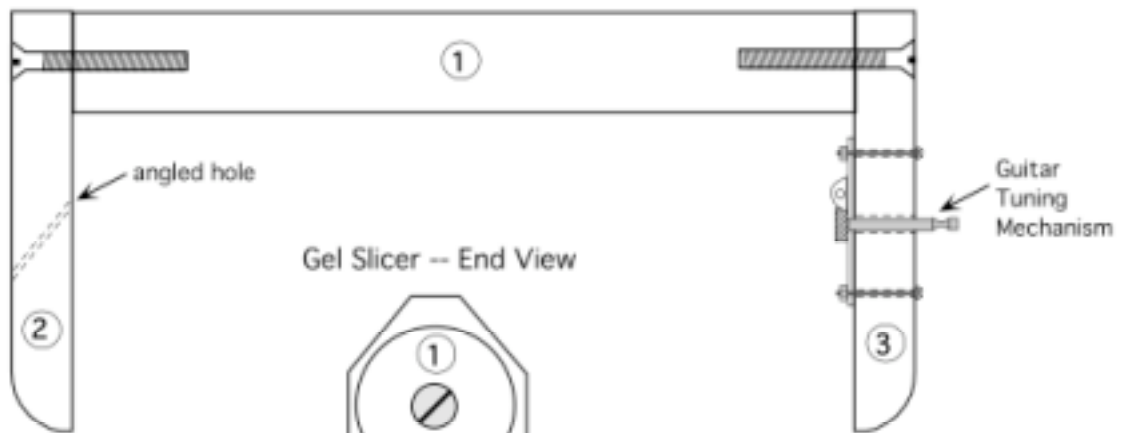 ①
angled hole
Guitar
Tuning
Mechanism
Gel Slicer -- End View
②
①
③